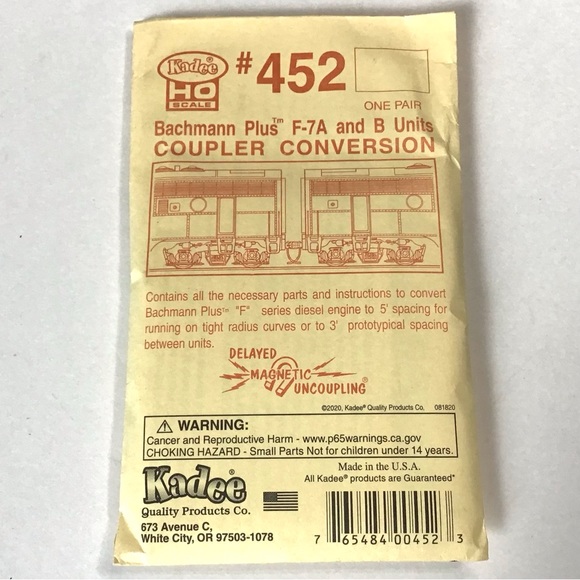 Kadee®
HO
SCALE
#452
ONE PAIR
Bachmann Plus™ F-7A and B Units
COUPLER CONVERSION
Contains all the necessary parts and instructions to convert
Bachmann Plus™ "F" series diesel engine to 5' spacing for
running on tight radius curves or to 3' prototypical spacing
between units.
DELAYED
MAGNETIC
UNCOUPLING®
©2020, Kadee® Quality Products Co. 081820
⚠ WARNING:
Cancer and Reproductive Harm - www.p65warnings.ca.gov
CHOKING HAZARD - Small Parts Not for children under 14 years.
Kadee®
Quality Products Co.
673 Avenue C,
White City, OR 97503-1078
Made in the U.S.A.
All Kadee® products are Guaranteed*
7 65484 00452 3